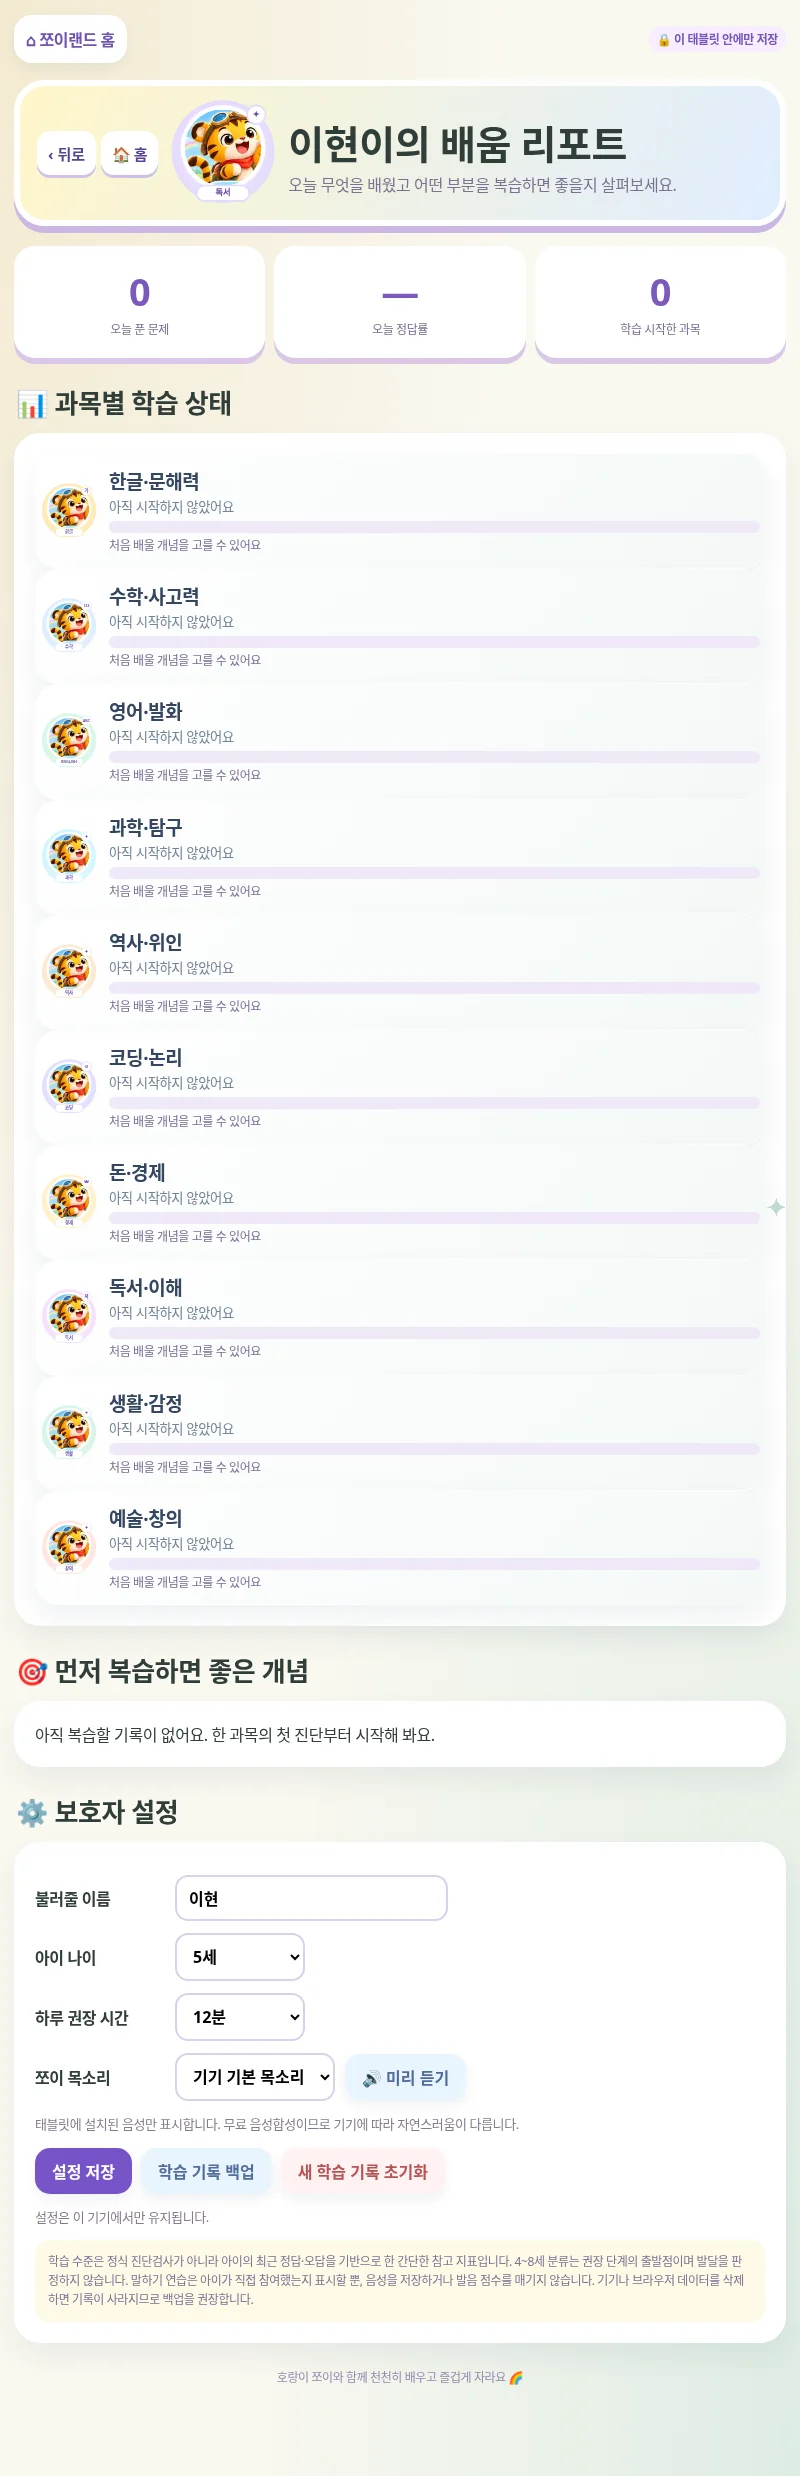 ⌂ 쪼이랜드 홈
🔒 이 태블릿 안에만 저장
‹ 뒤로
🏠 홈
독서
이현이의 배움 리포트
오늘 무엇을 배웠고 어떤 부분을 복습하면 좋을지 살펴보세요.
0
오늘 푼 문제
—
오늘 정답률
0
학습 시작한 과목
📊 과목별 학습 상태
한글·문해력
아직 시작하지 않았어요
처음 배울 개념을 고를 수 있어요
수학·사고력
아직 시작하지 않았어요
처음 배울 개념을 고를 수 있어요
영어·발화
아직 시작하지 않았어요
처음 배울 개념을 고를 수 있어요
과학·탐구
아직 시작하지 않았어요
처음 배울 개념을 고를 수 있어요
역사·위인
아직 시작하지 않았어요
처음 배울 개념을 고를 수 있어요
코딩·논리
아직 시작하지 않았어요
처음 배울 개념을 고를 수 있어요
돈·경제
아직 시작하지 않았어요
처음 배울 개념을 고를 수 있어요
독서·이해
아직 시작하지 않았어요
처음 배울 개념을 고를 수 있어요
생활·감정
아직 시작하지 않았어요
처음 배울 개념을 고를 수 있어요
예술·창의
아직 시작하지 않았어요
처음 배울 개념을 고를 수 있어요
🎯 먼저 복습하면 좋은 개념
아직 복습할 기록이 없어요. 한 과목의 첫 진단부터 시작해 봐요.
⚙️ 보호자 설정
불러줄 이름
이현
아이 나이
5세
하루 권장 시간
12분
쪼이 목소리
기기 기본 목소리
🔊 미리 듣기
태블릿에 설치된 음성만 표시합니다. 무료 음성합성이므로 기기에 따라 자연스러움이 다릅니다.
설정 저장
학습 기록 백업
새 학습 기록 초기화
설정은 이 기기에서만 유지됩니다.
학습 수준은 정식 진단검사가 아니라 아이의 최근 정답·오답을 기반으로 한 간단한 참고 지표입니다. 4~8세 분류는 권장 단계의 출발점이며 발달을 판
정하지 않습니다. 말하기 연습은 아이가 직접 참여했는지 표시할 뿐, 음성을 저장하거나 발음 점수를 매기지 않습니다. 기기나 브라우저 데이터를 삭제
하면 기록이 사라지므로 백업을 권장합니다.
호랑이 쪼이와 함께 천천히 배우고 즐겁게 자라요 🌈